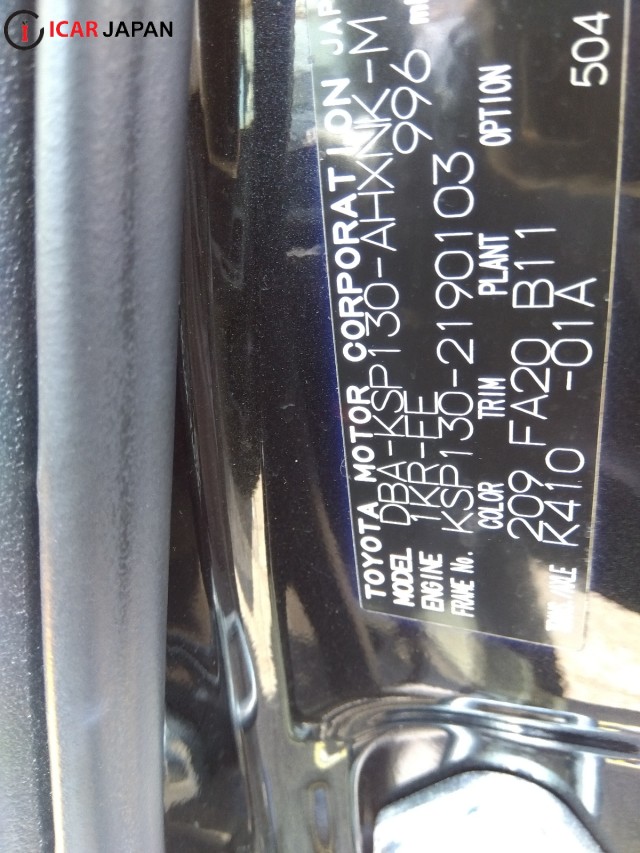 ICAR JAPAN
TOYOTA MOTOR CORPORATION JAP
MODEL DBA-KSP130-AHXNK-M
ENGINE 1KR-FE 996 m
FRAME No. KSP130-2190103
COLOR TRIM PLANT OPTION
209 FA20 B11 504
/AXLE K410 -01A